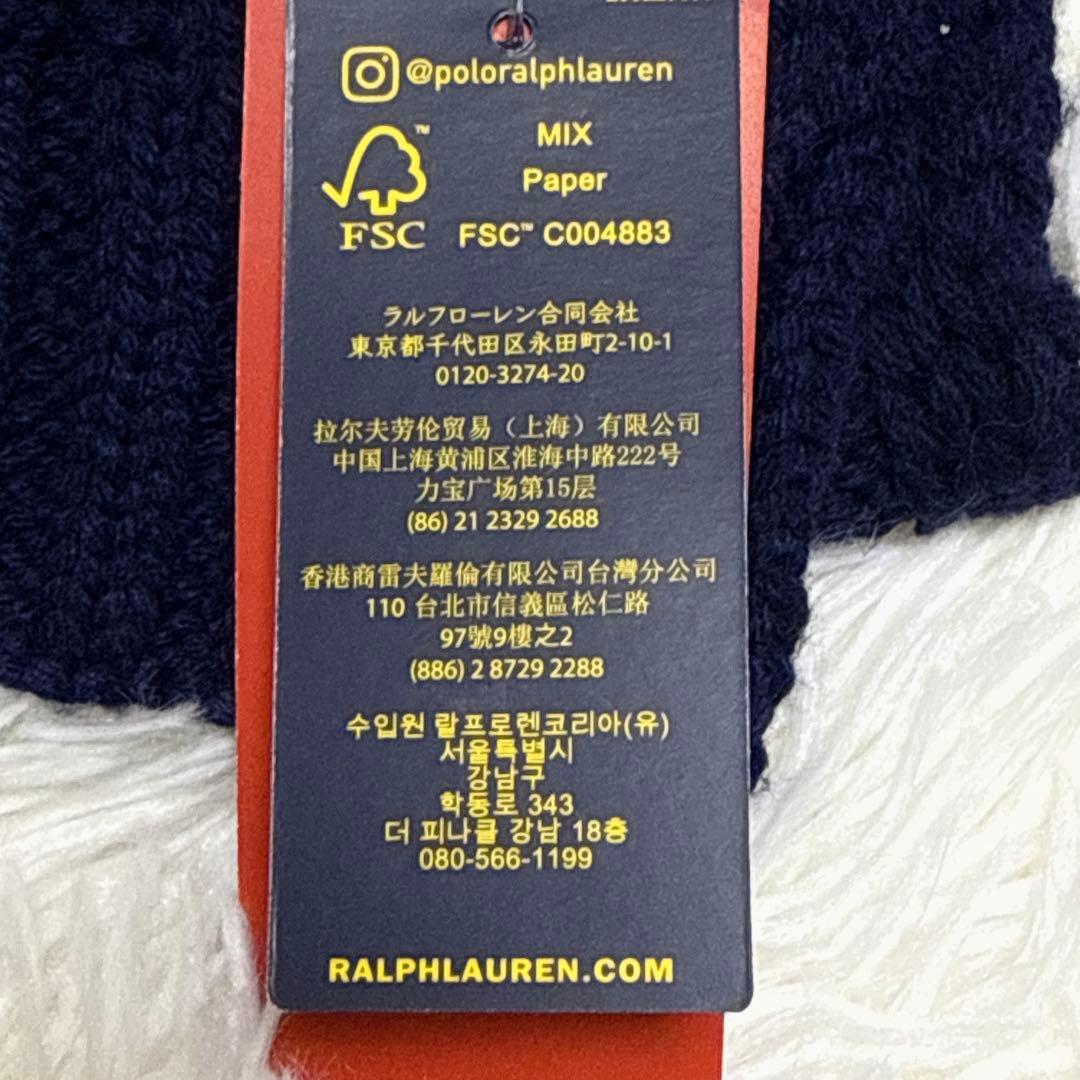 @poloralphlauren
MIX
Paper
FSC™ C004883
™
FSC
ラルフローレン合同会社
東京都千代田区永田町2-10-1
0120-3274-20
拉尔夫劳伦贸易（上海）有限公司
中国上海黄浦区淮海中路222号
力宝广场第15层
(86) 21 2329 2688
香港商雷夫羅倫有限公司台灣分公司
110 台北市信義區松仁路
97號9樓之2
(886) 2 8729 2288
수입원 랄프로렌코리아(유)
서울특별시
강남구
학동로 343
더 피나클 강남 18층
080-566-1199
RALPHLAUREN.COM